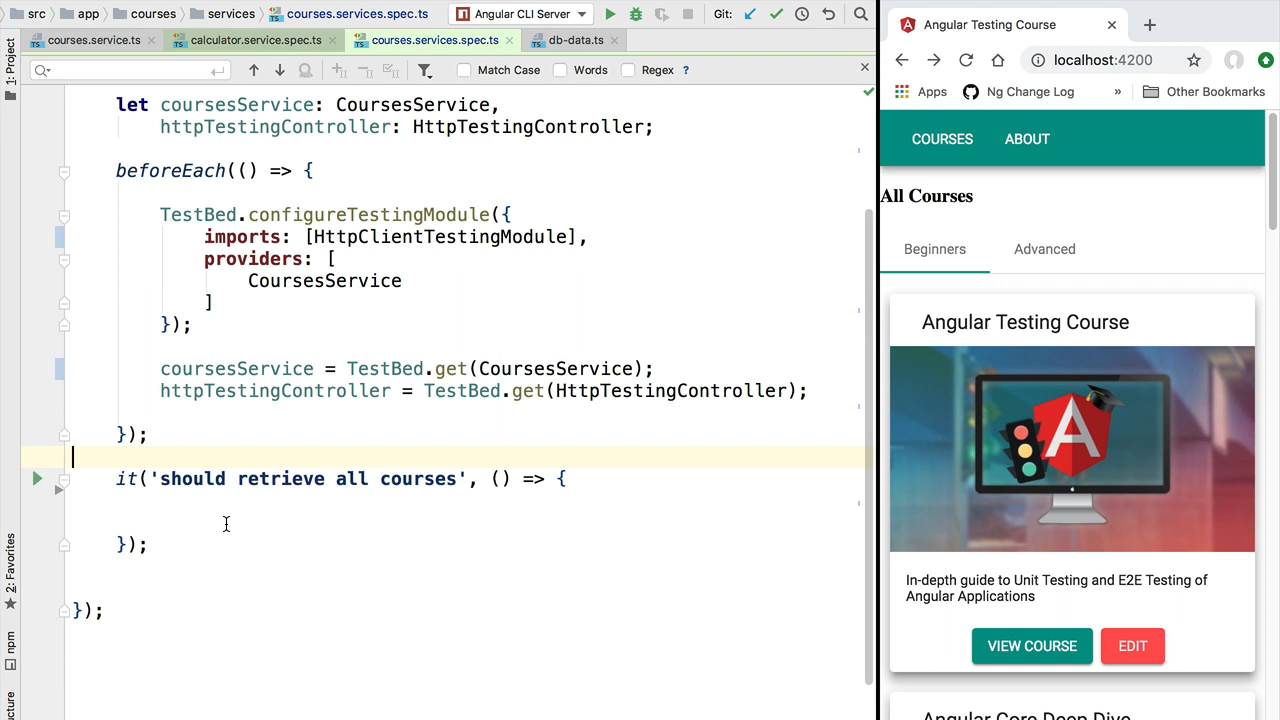 src
app
courses
services
courses.services.spec.ts
Angular CLI Server
Git:
courses.service.ts
calculator.service.spec.ts
courses.services.spec.ts
db-data.ts
Match Case
Words
Regex
?
1: Project
2: Favorites
npm
let coursesService: CoursesService,
httpTestingController: HttpTestingController;
beforeEach(() => {
TestBed.configureTestingModule({
imports: [HttpClientTestingModule],
providers: [
CoursesService
]
});
coursesService = TestBed.get(CoursesService);
httpTestingController = TestBed.get(HttpTestingController);
});
it('should retrieve all courses', () => {
});
});
Angular Testing Course
localhost:4200
Apps
Ng Change Log
»
Other Bookmarks
COURSES
ABOUT
All Courses
Beginners
Advanced
Angular Testing Course
In-depth guide to Unit Testing and E2E Testing of
Angular Applications
VIEW COURSE
EDIT
Angular Core Deep Dive